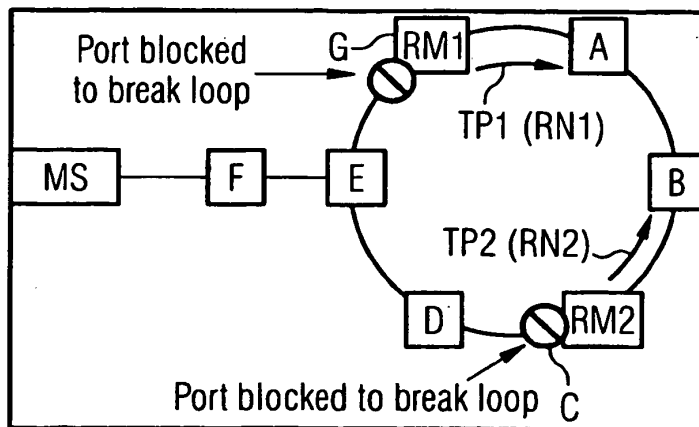 Port blocked
to break loop
G
RM1
A
TP1 (RN1)
MS
F
E
B
TP2 (RN2)
D
RM2
Port blocked to break loop
C